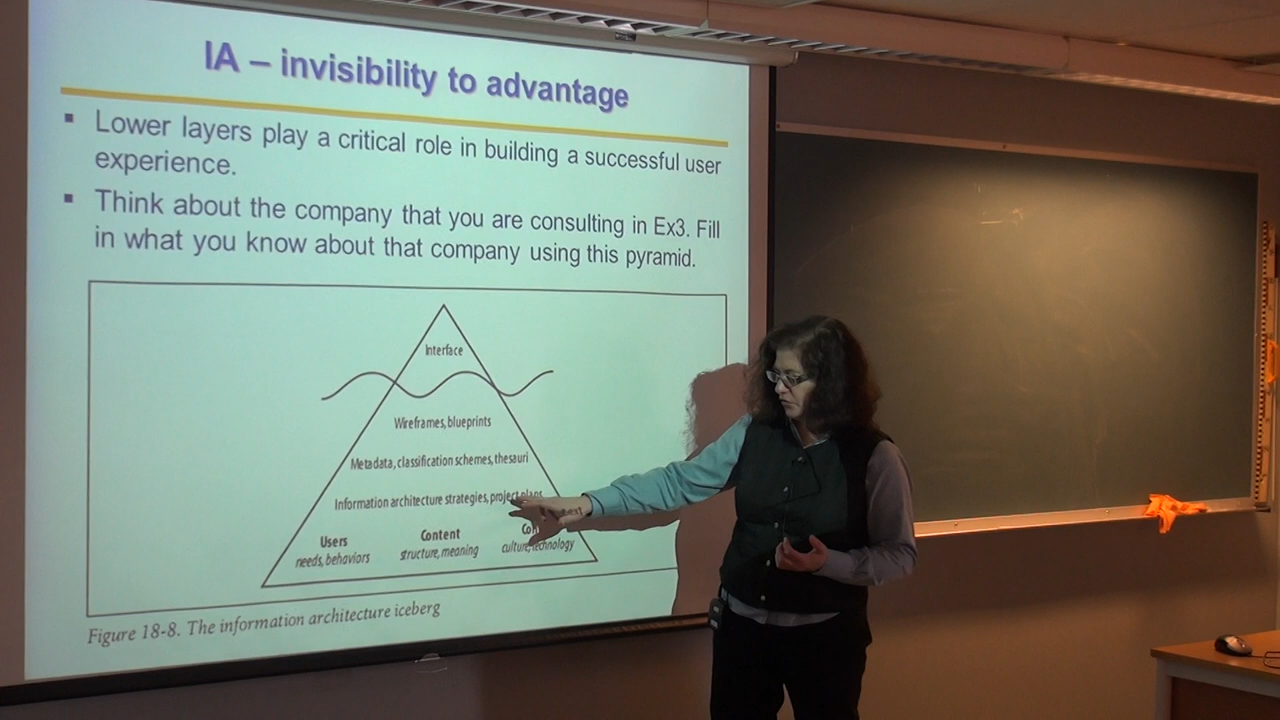 IA – invisibility to advantage
▪ Lower layers play a critical role in building a successful user
experience.
▪ Think about the company that you are consulting in Ex3. Fill
in what you know about that company using this pyramid.
Interface
Wireframes, blueprints
Metadata, classification schemes, thesauri
Information architecture strategies, project plans
Users Content
needs, behaviors structure, meaning culture, technology
Figure 18-8. The information architecture iceberg